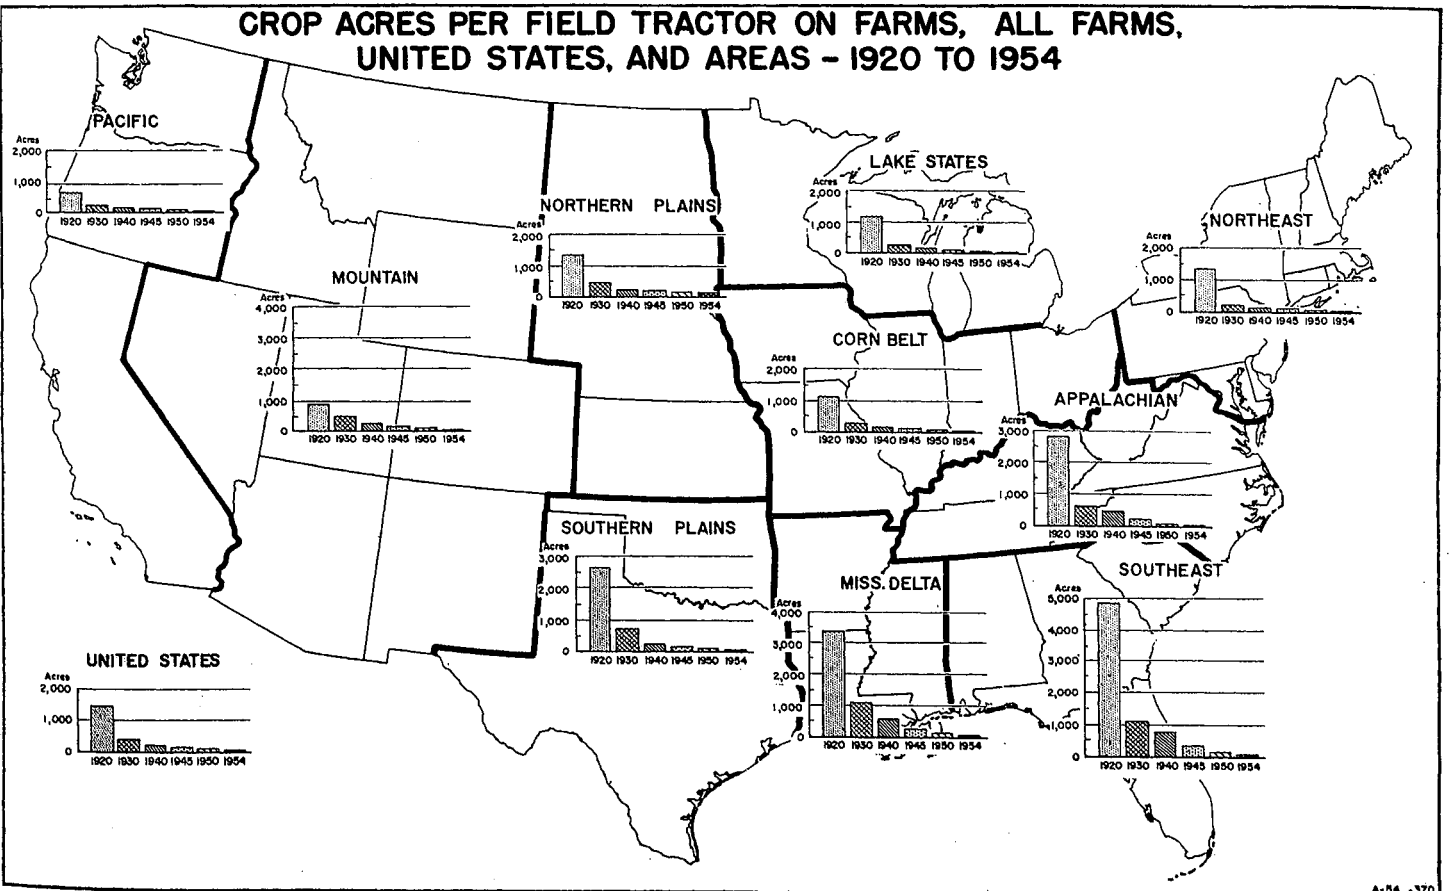 CROP ACRES PER FIELD TRACTOR ON FARMS, ALL FARMS,
UNITED STATES, AND AREAS - 1920 TO 1954
PACIFIC
Acres
2,000
1,000
0
1920 1930 1940 1945 1950 1954
LAKE STATES
Acres
2,000
1,000
0
1920 1930 1940 1945 1950 1954
NORTHERN PLAINS
Acres
2,000
1,000
0
1920 1930 1940 1945 1950 1954
NORTHEAST
Acres
2,000
1,000
0
1920 1930 1940 1945 1950 1954
MOUNTAIN
Acres
4,000
3,000
2,000
1,000
0
1920 1930 1940 1945 1950 1954
CORN BELT
Acres
2,000
1,000
0
1920 1930 1940 1945 1950 1954
APPALACHIAN
Acres
3,000
2,000
1,000
0
1920 1930 1940 1945 1950 1954
SOUTHERN PLAINS
Acres
3,000
2,000
1,000
0
1920 1930 1940 1945 1950 1954
MISS. DELTA
Acres
4,000
3,000
2,000
1,000
0
1920 1930 1940 1945 1950 1954
SOUTHEAST
Acres
5,000
4,000
3,000
2,000
1,000
0
1920 1930 1940 1945 1950 1954
UNITED STATES
Acres
2,000
1,000
0
1920 1930 1940 1945 1950 1954
A-54-370